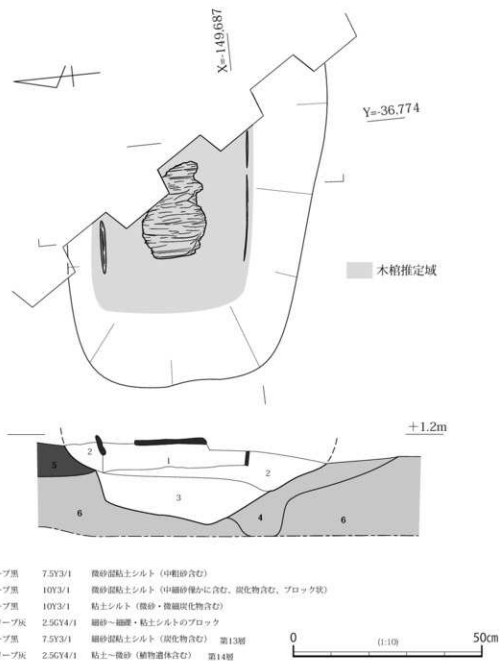 X=-149,687
Y=-36,774
木棺推定域
+1.2m
2
1
2
5
3
6
4
6
ーブ黒 7.5Y3/1 微砂混粘土シルト（中粗砂含む）
ーブ黒 10Y3/1 微砂混粘土シルト（中細砂僅かに含む、炭化物含む、ブロック状）
ーブ黒 10Y3/1 粘土シルト（微砂・微細炭化物含む）
リーブ灰 2.5GY4/1 細砂～細礫・粘土シルトのブロック
ーブ黒 7.5Y3/1 細砂混粘土シルト（炭化物含む） 第13層
リーブ灰 2.5GY4/1 粘土～微砂（植物遺体含む） 第14層
0 (1:10) 50cm